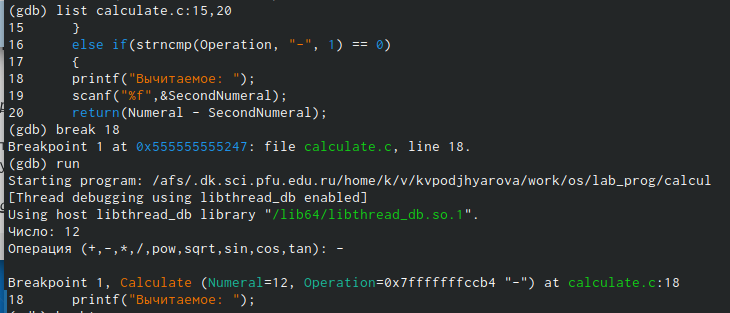 (gdb) list calculate.c:15,20
15      }
16      else if(strncmp(Operation, "-", 1) == 0)
17      {
18      printf("Вычитаемое: ");
19      scanf("%f",&SecondNumeral);
20      return(Numeral - SecondNumeral);
(gdb) break 18
Breakpoint 1 at 0x555555555247: file calculate.c, line 18.
(gdb) run
Starting program: /afs/.dk.sci.pfu.edu.ru/home/k/v/kvpodjhyarova/work/os/lab_prog/calcul
[Thread debugging using libthread_db enabled]
Using host libthread_db library "/lib64/libthread_db.so.1".
Число: 12
Операция (+,-,*,/,pow,sqrt,sin,cos,tan): -

Breakpoint 1, Calculate (Numeral=12, Operation=0x7fffffffccb4 "-") at calculate.c:18
18      printf("Вычитаемое: ");